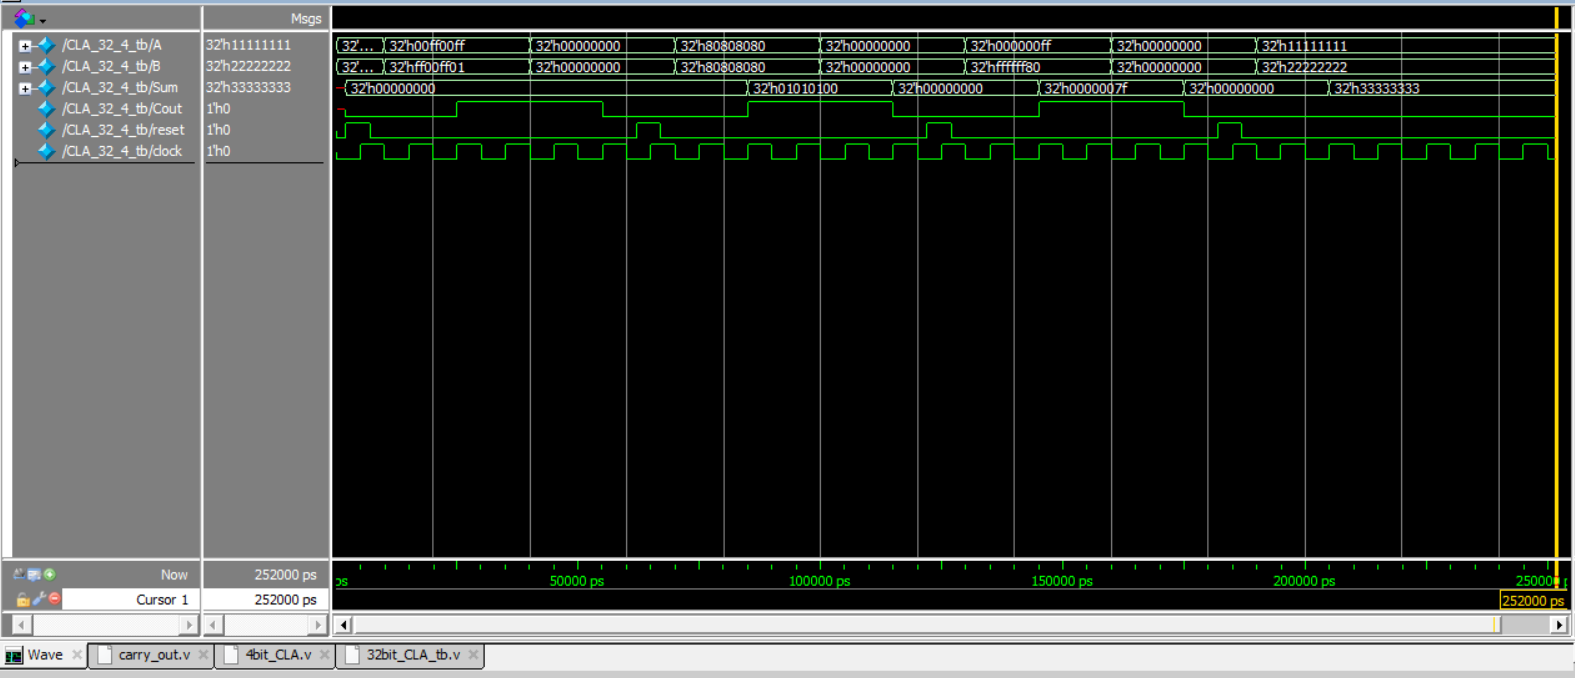 Msgs
/CLA_32_4_tb/A 32'h11111111 32'... 32'h00ff00ff 32'h00000000 32'h80808080 32'h00000000 32'h000000ff 32'h00000000 32'h11111111
/CLA_32_4_tb/B 32'h22222222 32'... 32'hff00ff01 32'h00000000 32'h80808080 32'h00000000 32'hffffff80 32'h00000000 32'h22222222
/CLA_32_4_tb/Sum 32'h33333333 32'h00000000 32'h01010100 32'h00000000 32'h0000007f 32'h00000000 32'h33333333
/CLA_32_4_tb/Cout 1'h0
/CLA_32_4_tb/reset 1'h0
/CLA_32_4_tb/clock 1'h0
Now 252000 ps ps 50000 ps 100000 ps 150000 ps 200000 ps 250000 p
Cursor 1 252000 ps 252000 ps
Wave carry_out.v 4bit_CLA.v 32bit_CLA_tb.v